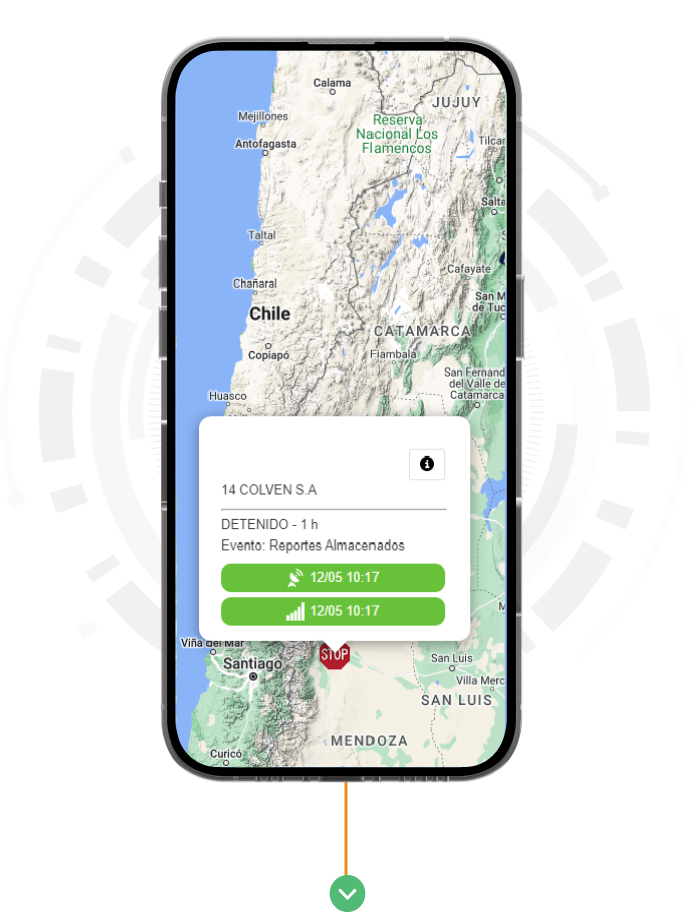 Calama
JUJUY
Mejillones
Reserva
Nacional Los
Flamencos
Antofagasta
Tilcar
Salta
Taltal
Cafayate
Chañaral
San M
de Tuc
Chile
CATAMARCA
Copiapó
Fiambala
San Fernand
del Valle de
Catamarca
Huasco
14 COLVEN S.A
DETENIDO - 1 h
Evento: Reportes Almacenados
12/05 10:17
12/05 10:17
Viña del Mar
STOP
Santiago
San Luis
Villa Merc
SAN LUIS
MENDOZA
Curicó